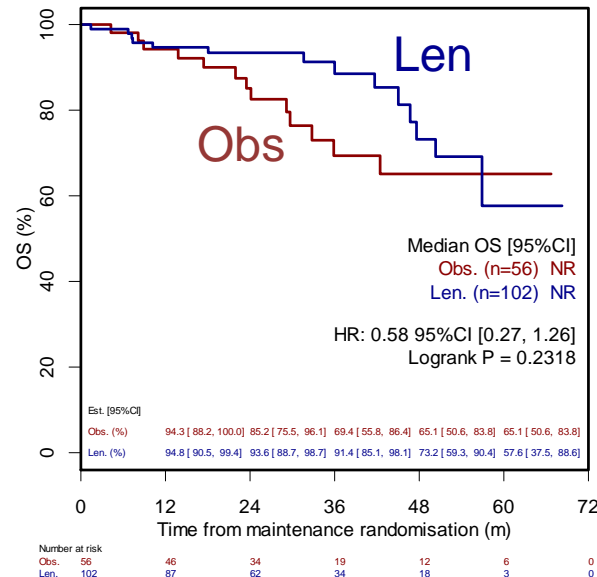 100
80
60
40
20
0
OS (%)
Len
Obs
Median OS [95%CI]
Obs. (n=56) NR
Len. (n=102) NR
HR: 0.58 95%CI [0.27, 1.26]
Logrank P = 0.2318
Est. [95%CI]
Obs. (%) 94.3 [ 88.2, 100.0] 85.2 [ 75.5, 96.1] 69.4 [ 55.8, 86.4] 65.1 [ 50.6, 83.8] 65.1 [ 50.6, 83.8]
Len. (%) 94.8 [ 90.5, 99.4] 93.6 [ 88.7, 98.7] 91.4 [ 85.1, 98.1] 73.2 [ 59.3, 90.4] 57.6 [ 37.5, 88.6]
0 12 24 36 48 60 72
Time from maintenance randomisation (m)
Number at risk
Obs. 56 46 34 19 12 6 0
Len. 102 87 62 34 18 3 0